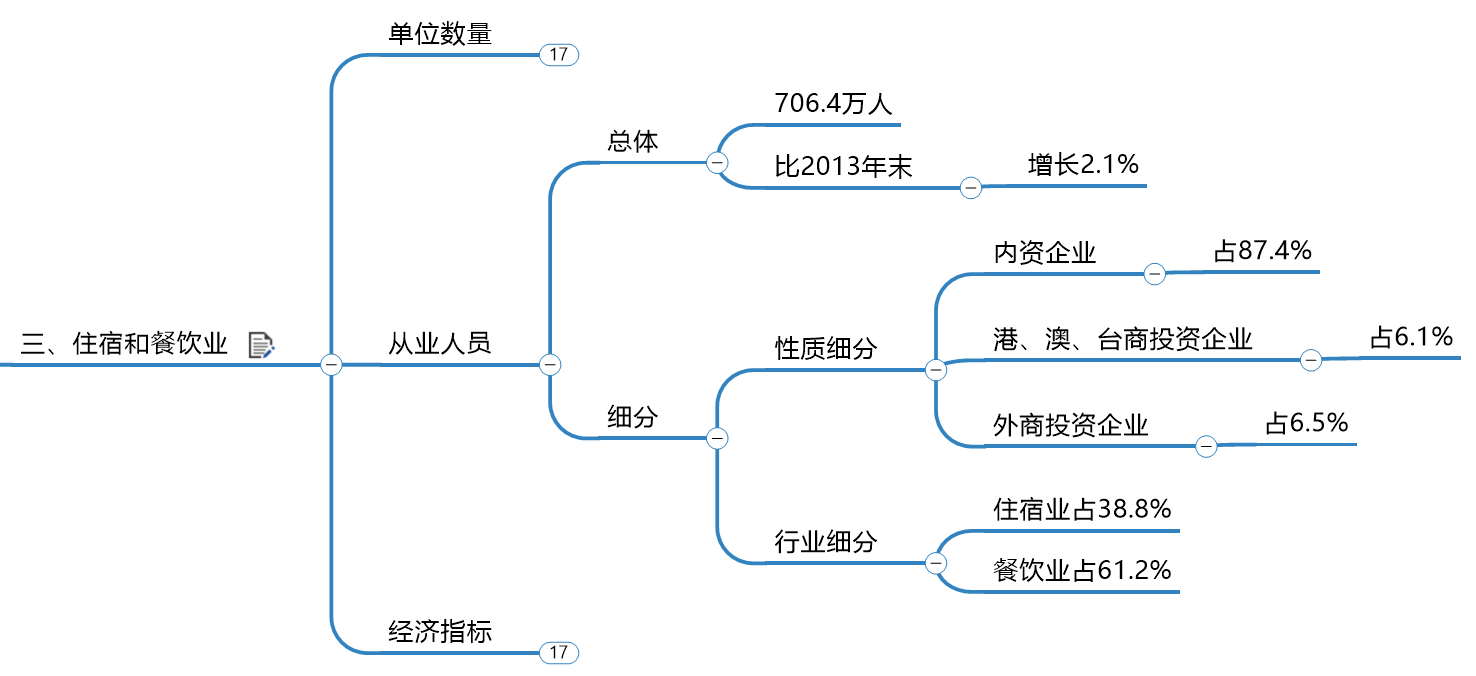 单位数量
17
706.4万人
总体
比2013年末
增长2.1%
内资企业
占87.4%
三、住宿和餐饮业
从业人员
性质细分
港、澳、台商投资企业
占6.1%
细分
外商投资企业
占6.5%
住宿业占38.8%
行业细分
餐饮业占61.2%
经济指标
17